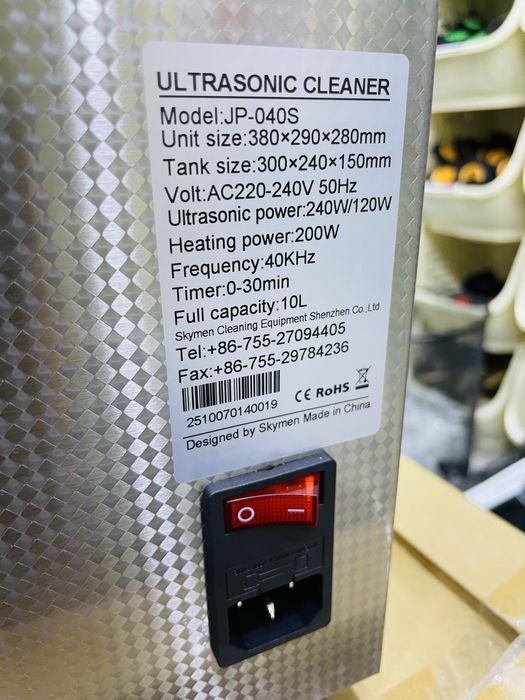 ULTRASONIC CLEANER
Model:JP-040S
Unit size:380×290×280mm
Tank size:300×240×150mm
Volt:AC220-240V 50Hz
Ultrasonic power:240W/120W
Heating power:200W
Frequency:40KHz
Timer:0-30min
Full capacity:10L
Skymen Cleaning Equipment Shenzhen Co.,Ltd
Tel:+86-755-27094405
Fax:+86-755-29784236
CE RoHS
2510070140019
Designed by Skymen Made in China
O —